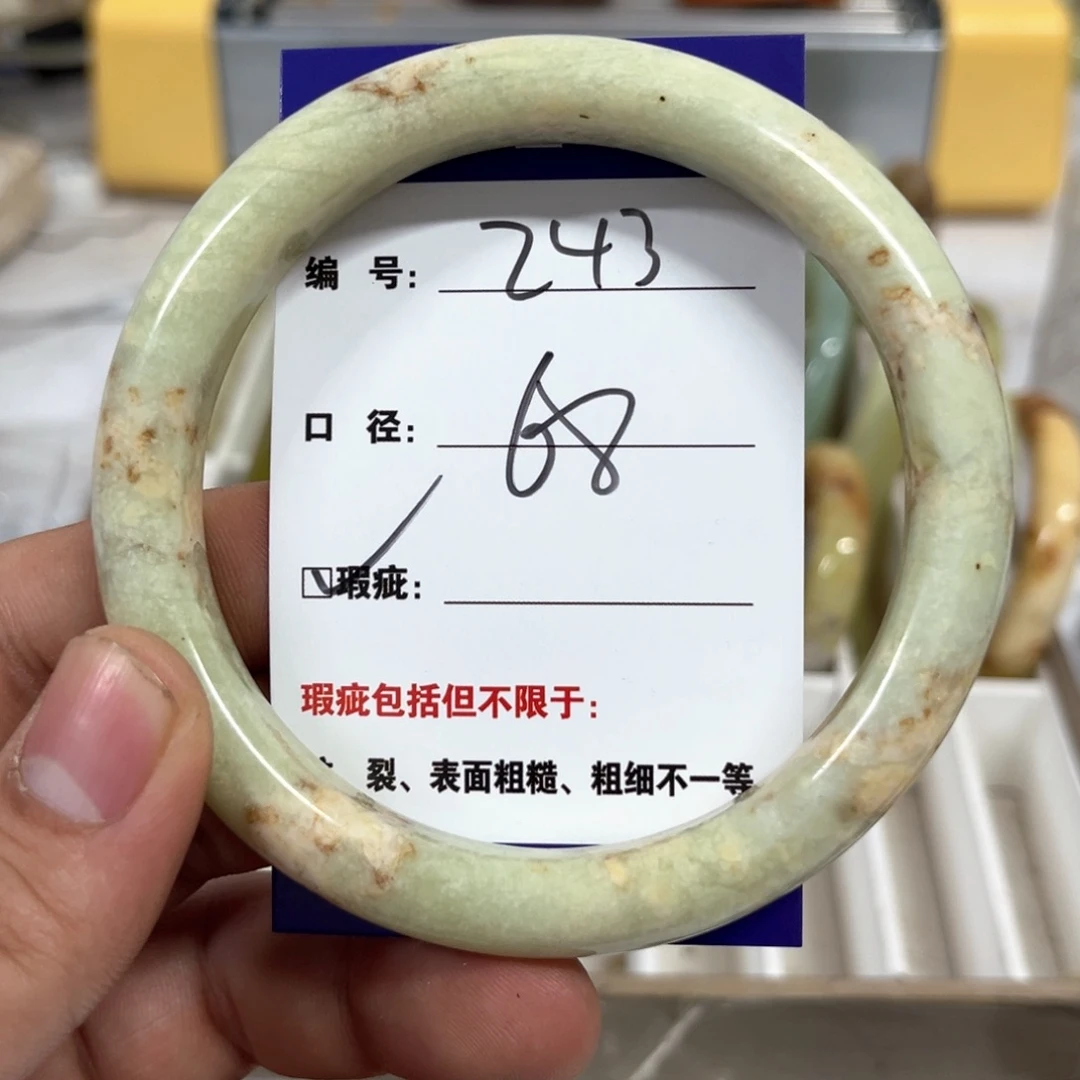 编 号: 243
口 径: 68
☑瑕疵:
瑕疵包括但不限于:
裂、表面粗糙、粗细不一等